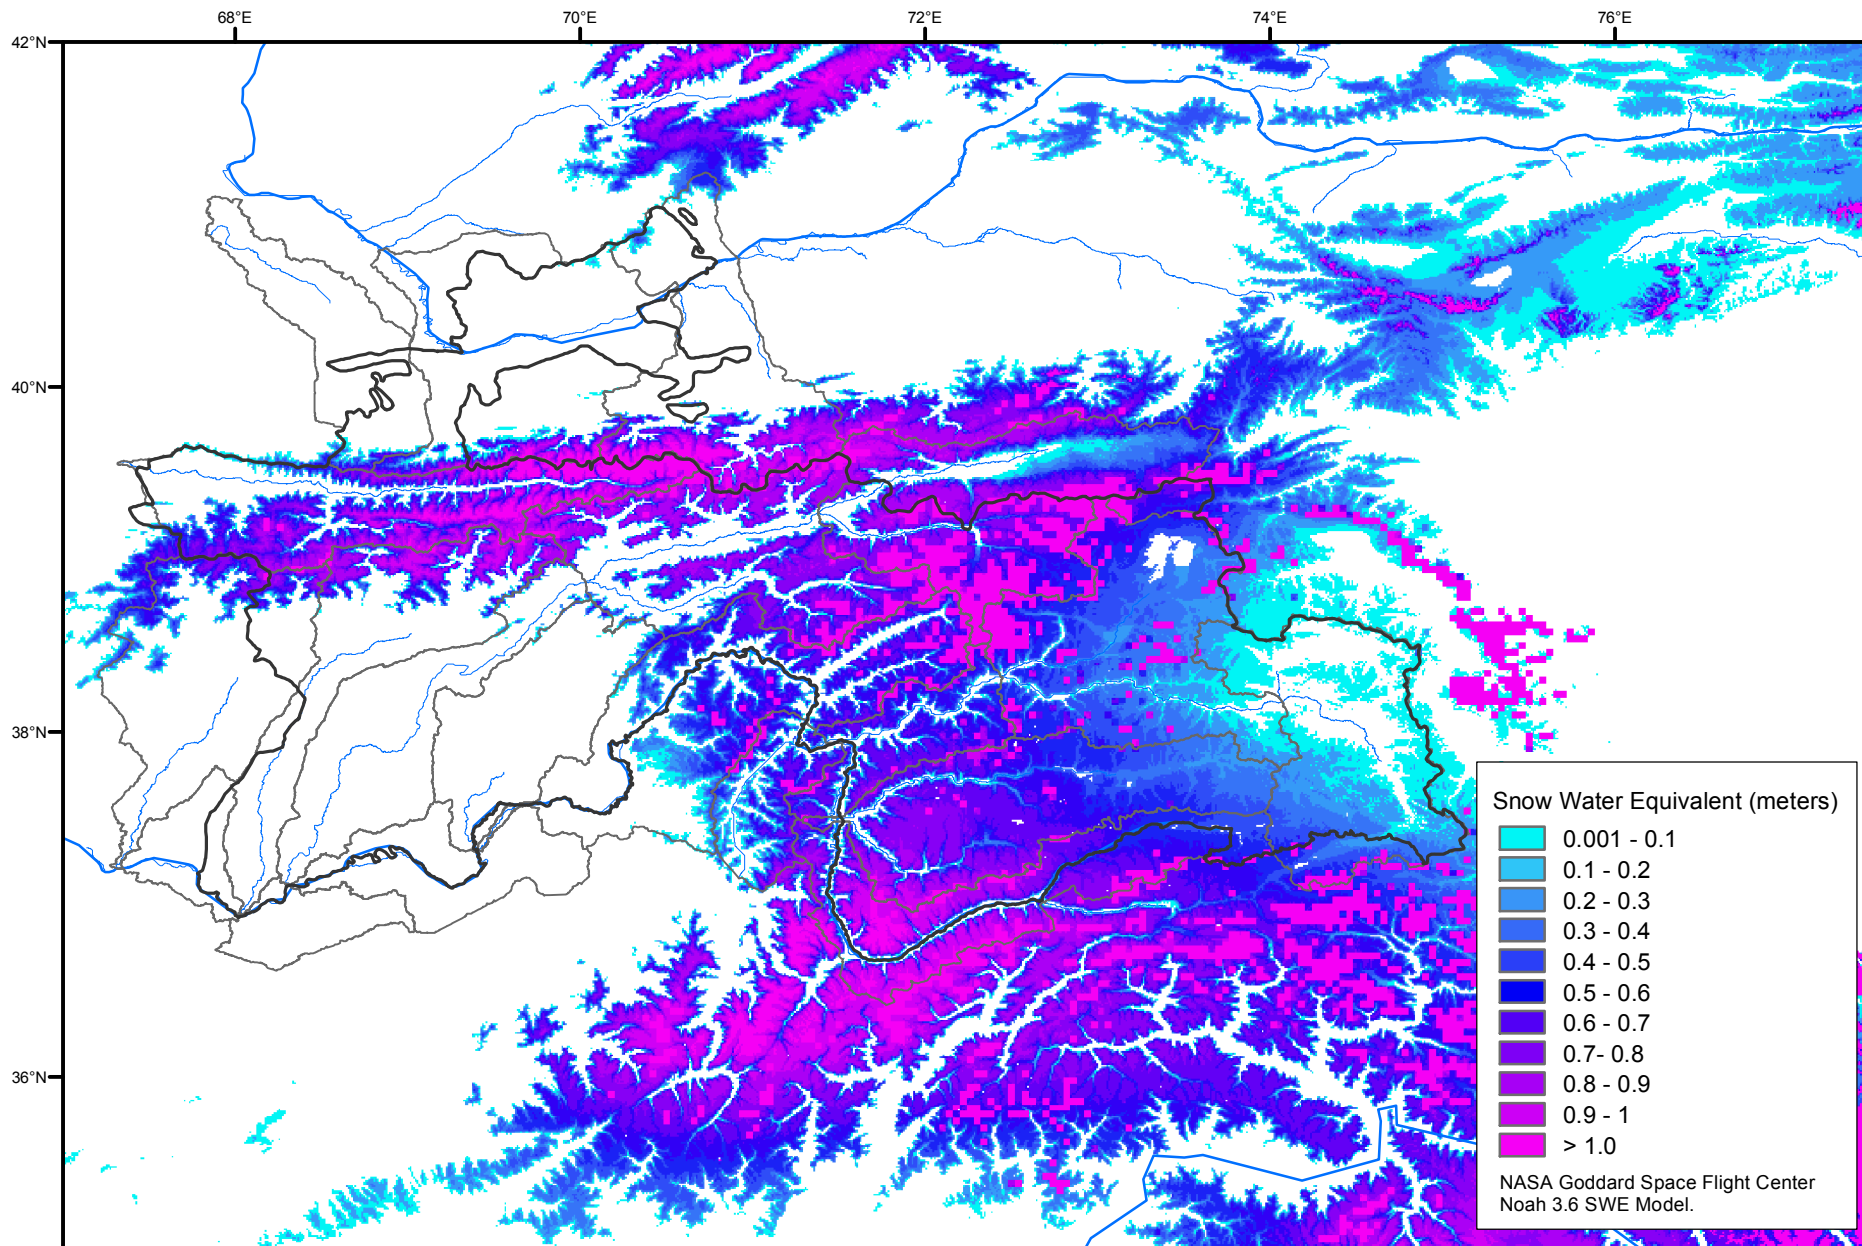 68°E 70°E 72°E 74°E 76°E
42°N
40°N
38°N
36°N
Snow Water Equivalent (meters)
0.001 - 0.1
0.1 - 0.2
0.2 - 0.3
0.3 - 0.4
0.4 - 0.5
0.5 - 0.6
0.6 - 0.7
0.7- 0.8
0.8 - 0.9
0.9 - 1
> 1.0
NASA Goddard Space Flight Center
Noah 3.6 SWE Model.